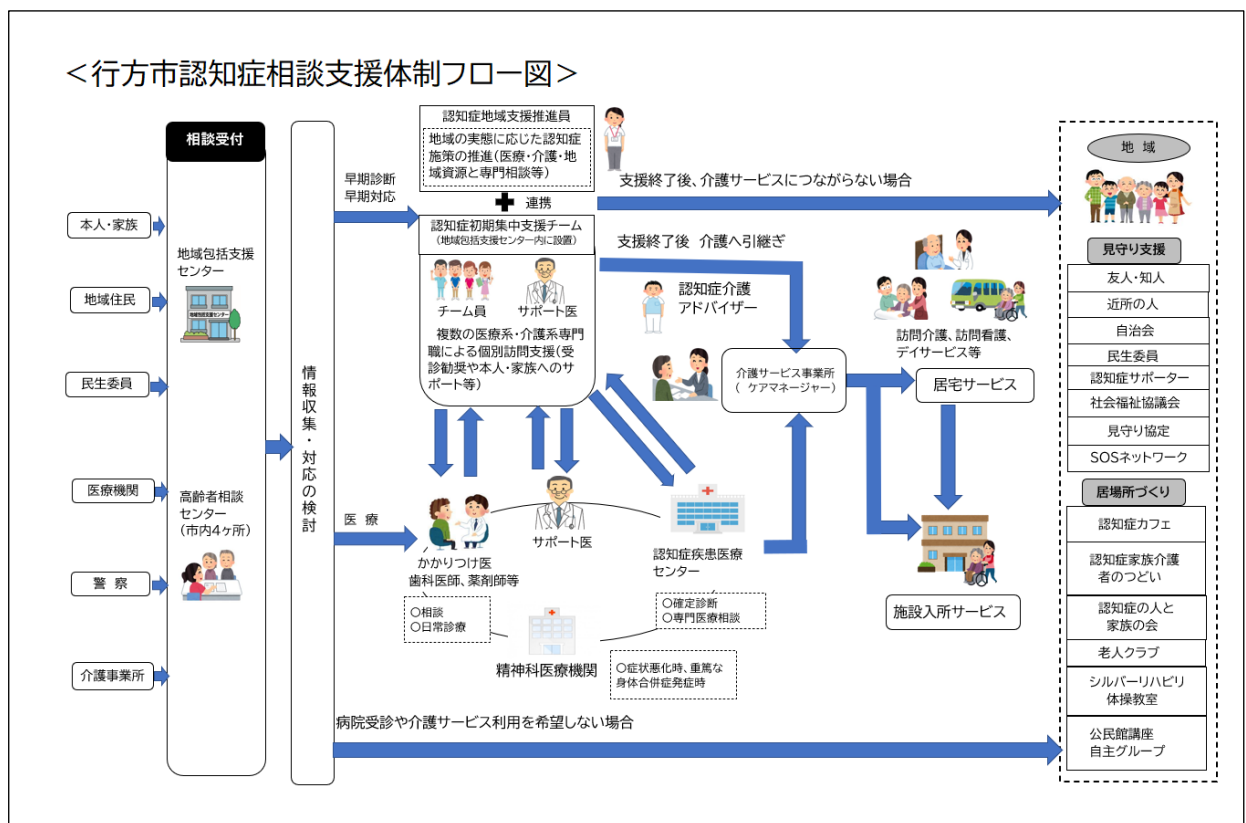 ＜行方市認知症相談支援体制フロー図＞
相談受付
本人・家族
地域住民
民生委員
医療機関
警 察
介護事業所
地域包括支援
センター
地域包括支援センター
高齢者相談
センター
（市内4ヶ所）
情報収集・対応の検討
早期診断
早期対応
医 療
認知症地域支援推進員
地域の実態に応じた認知症
施策の推進（医療・介護・地
域資源と専門相談等）
連携
認知症初期集中支援チーム
（地域包括支援センター内に設置）
チーム員
サポート医
複数の医療系・介護系専門
職による個別訪問支援（受
診勧奨や本人・家族へのサ
ポート等）
支援終了後、介護サービスにつながらない場合
支援終了後 介護へ引継ぎ
認知症介護
アドバイザー
介護サービス事業所
（ ケアマネージャー）
訪問介護、訪問看護、
デイサービス等
居宅サービス
施設入所サービス
かかりつけ医
歯科医師、薬剤師等
サポート医
認知症疾患医療
センター
○相談
○日常診療
○確定診断
○専門医療相談
精神科医療機関
○症状悪化時、重篤な
身体合併症発症時
病院受診や介護サービス利用を希望しない場合
地 域
見守り支援
友人・知人
近所の人
自治会
民生委員
認知症サポーター
社会福祉協議会
見守り協定
SOSネットワーク
居場所づくり
認知症カフェ
認知症家族介護
者のつどい
認知症の人と
家族の会
老人クラブ
シルバーリハビリ
体操教室
公民館講座
自主グループ